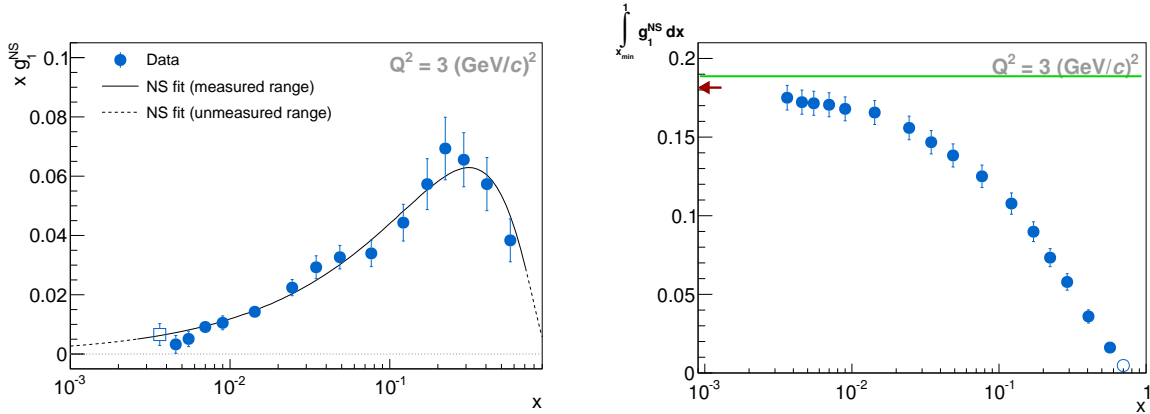 x g₁^NS
0.1
0.08
0.06
0.04
0.02
0
Data
NS fit (measured range)
NS fit (unmeasured range)
Q² = 3 (GeV/c)²
10⁻³
10⁻²
10⁻¹
x
∫ₓₘᵢₙ¹ g₁^NS dx
0.2
0.15
0.1
0.05
0
Q² = 3 (GeV/c)²
10⁻³
10⁻²
10⁻¹
1
x